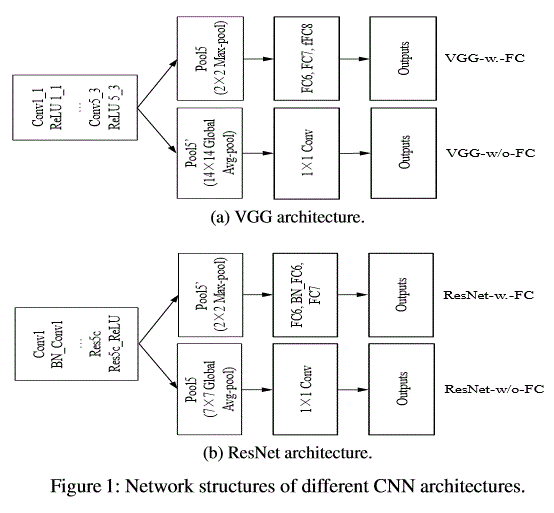 Conv1_1
ReLU 1_1
...
Conv5_3
ReLU 5_3
Pool5
(2×2 Max-pool)
FC6, FC7, fFC8
Outputs
VGG-w.-FC
Pool5'
(14×14 Global
Avg-pool)
1×1 Conv
Outputs
VGG-w/o-FC
(a) VGG architecture.
Conv1
BN_Conv1
...
Res5c
Res5c_ReLU
Pool5'
(2×2 Max-pool)
FC6, BN_FC6,
FC7
Outputs
ResNet-w.-FC
Pool5
(7×7 Global
Avg-pool)
1×1 Conv
Outputs
ResNet-w/o-FC
(b) ResNet architecture.
Figure 1: Network structures of different CNN architectures.